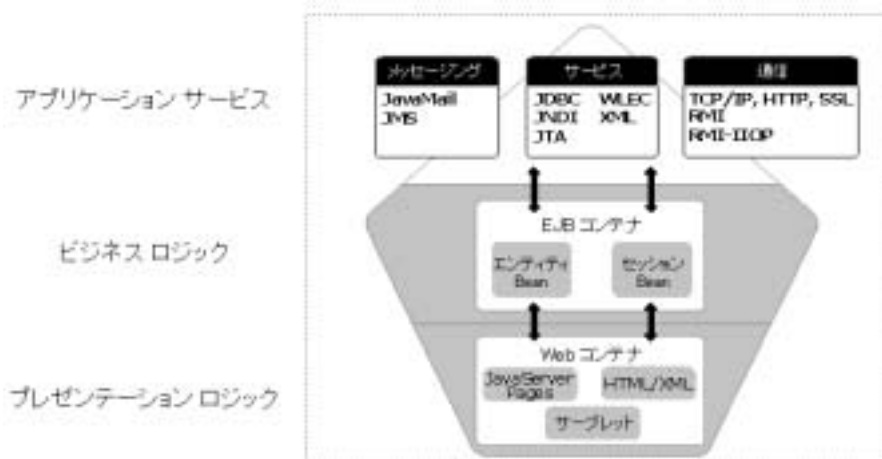 アプリケーション サービス
メッセージング
JavaMail
JMS
サービス
JDBC WLEC
JNDI XML
JTA
通信
TCP/IP, HTTP, SSL
RMI
RMI-IIOP
ビジネス ロジック
EJB コンテナ
エンティティ
Bean
セッション
Bean
プレゼンテーション ロジック
Web コンテナ
JavaServer
Pages
HTML/XML
サーブレット